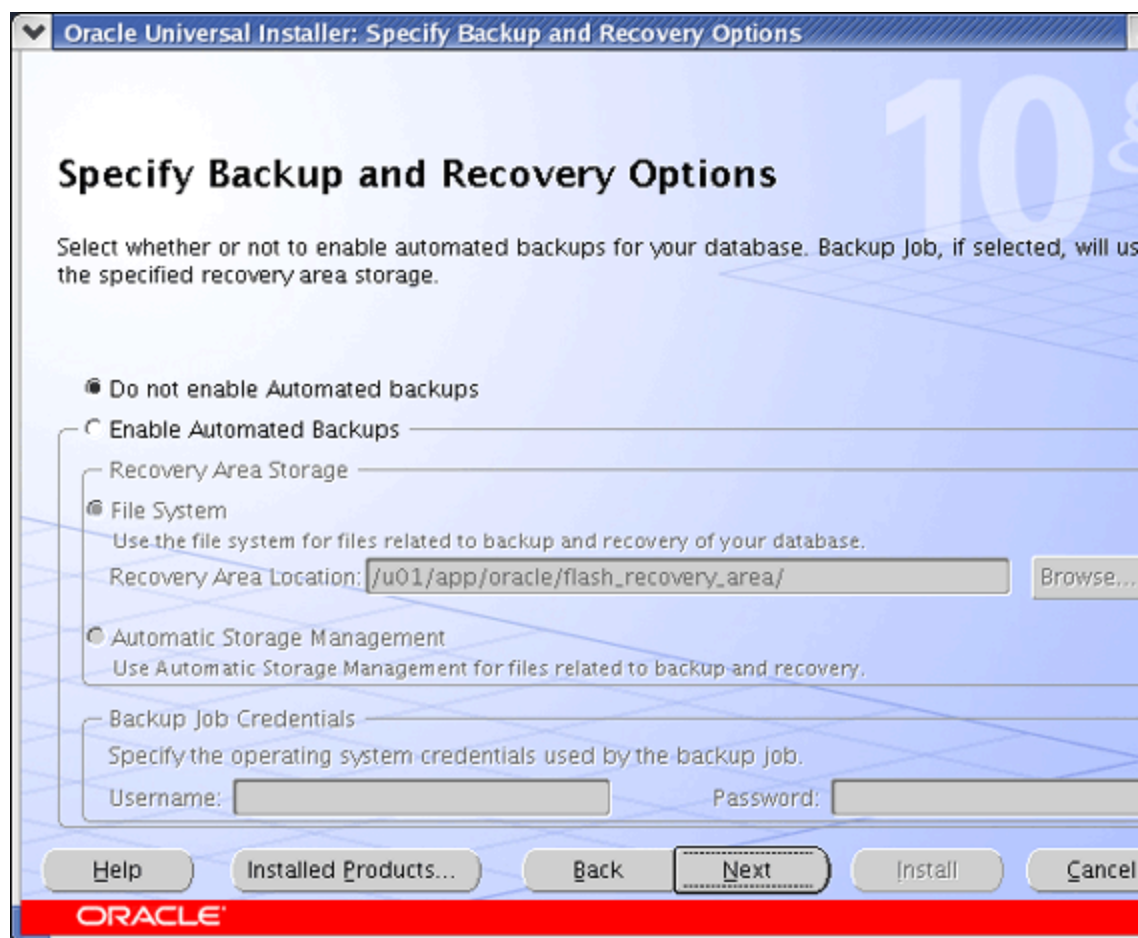 Oracle Universal Installer: Specify Backup and Recovery Options
10g
Specify Backup and Recovery Options
Select whether or not to enable automated backups for your database. Backup Job, if selected, will us
the specified recovery area storage.
Do not enable Automated backups
Enable Automated Backups
Recovery Area Storage
File System
Use the file system for files related to backup and recovery of your database.
Recovery Area Location: /u01/app/oracle/flash_recovery_area/ Browse...
Automatic Storage Management
Use Automatic Storage Management for files related to backup and recovery.
Backup Job Credentials
Specify the operating system credentials used by the backup job.
Username: Password:
Help Installed Products... Back Next Install Cancel
ORACLE